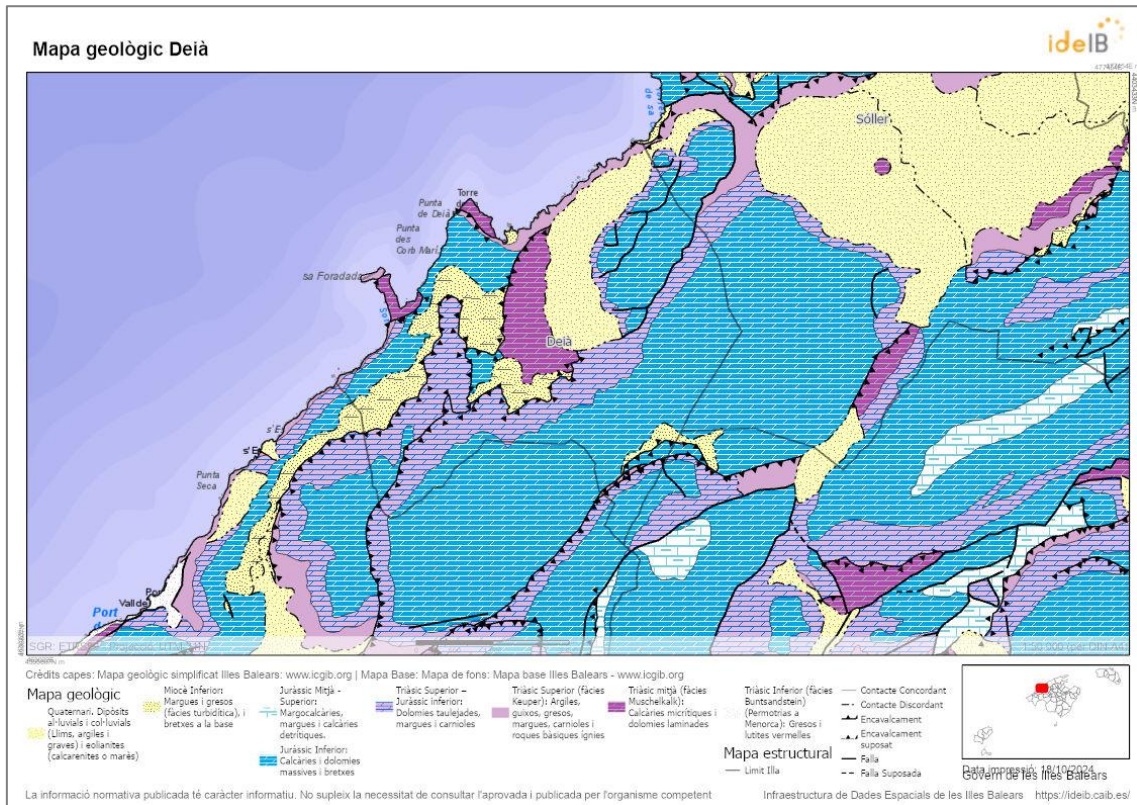 Mapa geològic Deià
ideIB
Sóller
Torre
Punta
de Deià
Punta
des
Corb Marí
sa Foradada
Deià
Punta
Seca
Port
Crèdits capes: Mapa geològic simplificat Illes Balears: www.icgib.org | Mapa Base: Mapa de fons: Mapa base Illes Balears - www.icgib.org
Mapa geològic
Quaternari. Dipòsits
al·luvials i col·luvials
(Llims, argiles i
graves) i eolianites
(calcarenites o marès)
Miocè Inferior:
Margues i gresos
(fàcies turbidítica), i
bretxes a la base
Juràssic Mitjà -
Superior:
Margocalcàries,
margues i calcàries
detrítiques.
Juràssic Inferior:
Calcàries i dolomies
massives i bretxes
Triàsic Superior –
Juràssic inferior:
Dolomies taulejades,
margues i carnioles
Triàsic Superior (fàcies
Keuper): Argiles,
guixos, gresos,
margues, carnioles i
roques bàsiques ígnies
Triàsic mitjà (fàcies
Muschelkalk):
Calcàries micrítiques i
dolomies laminades
Triàsic Inferior (fàcies
Buntsandstein)
(Permotrias a
Menorca): Gresos i
lutites vermelles
Mapa estructural
Limit Illa
Contacte Concordant
Contacte Discordant
Encavalcament
Encavalcament
suposat
Falla
Falla Suposada
Data impressió: 18/10/2024
Govern de les Illes Balears
La informació normativa publicada té caràcter informatiu. No supleix la necessitat de consultar l'aprovada i publicada per l'organisme competent
Infraestructura de Dades Espacials de les Illes Balears https://ideib.caib.es/